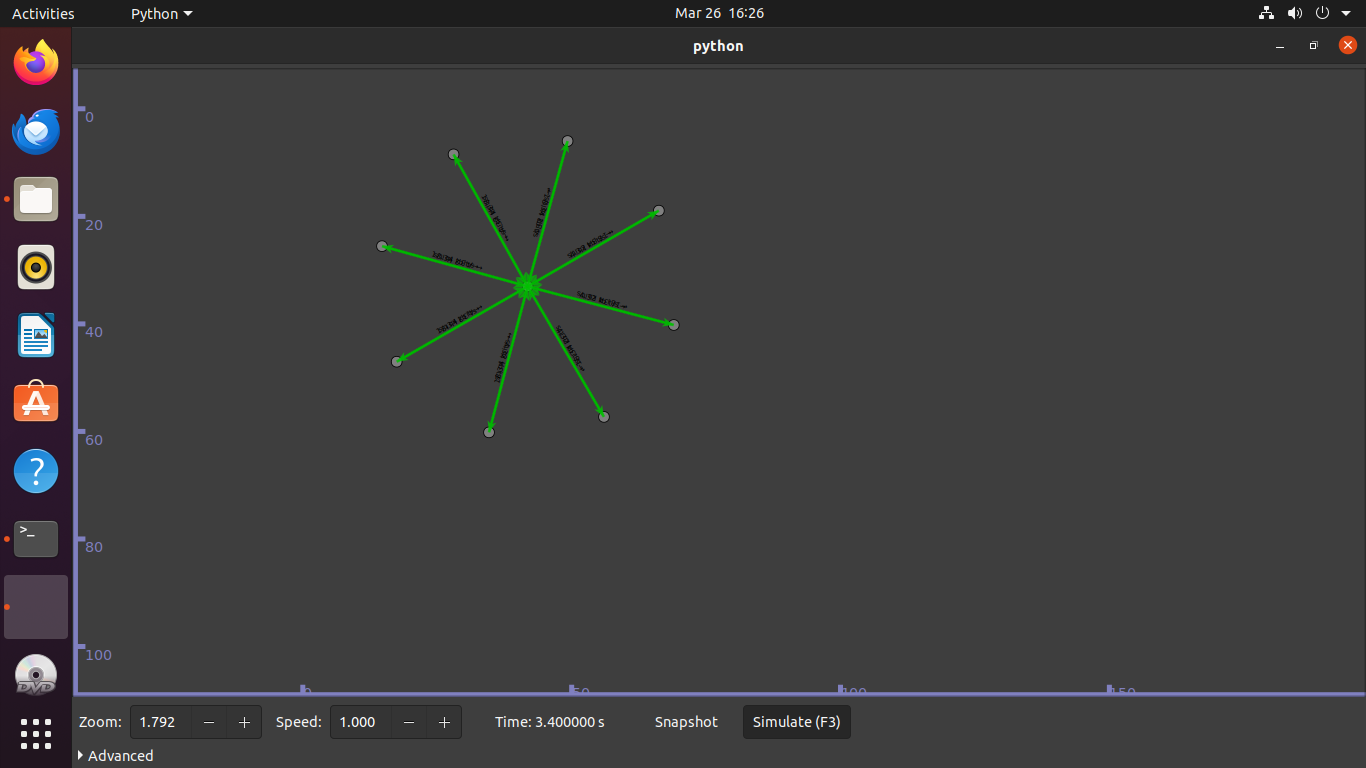 Activities
Python
Mar 26 16:26
python
0
20
40
60
80
100
0
50
100
150
Zoom:
1.792
Speed:
1.000
Time: 3.400000 s
Snapshot
Simulate (F3)
Advanced